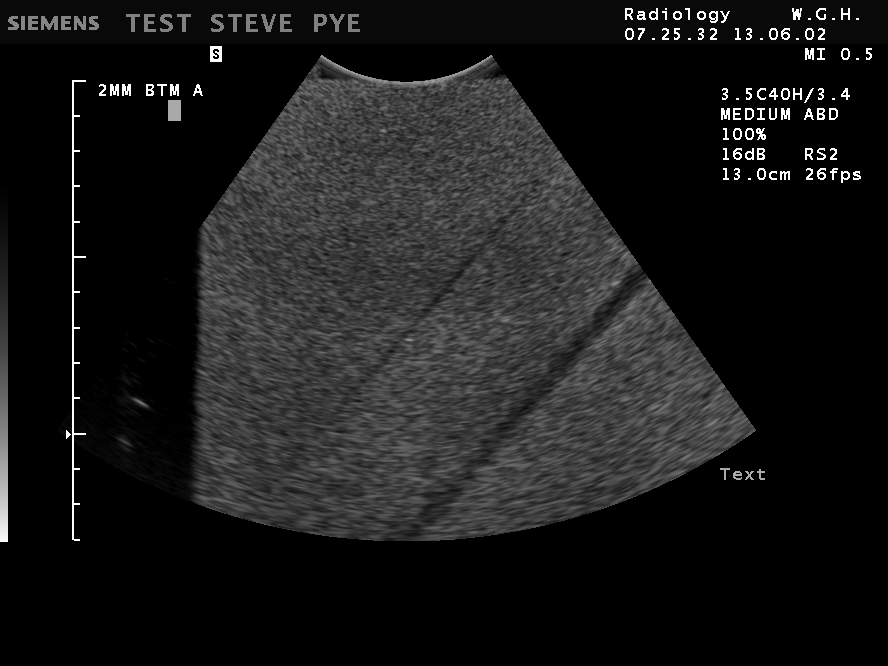 SIEMENS TEST STEVE PYE
Radiology W.G.H.
07.25.32 13.06.02
MI 0.5
S
2MM BTM A
3.5C40H/3.4
MEDIUM ABD
100%
16dB RS2
13.0cm 26fps
Text